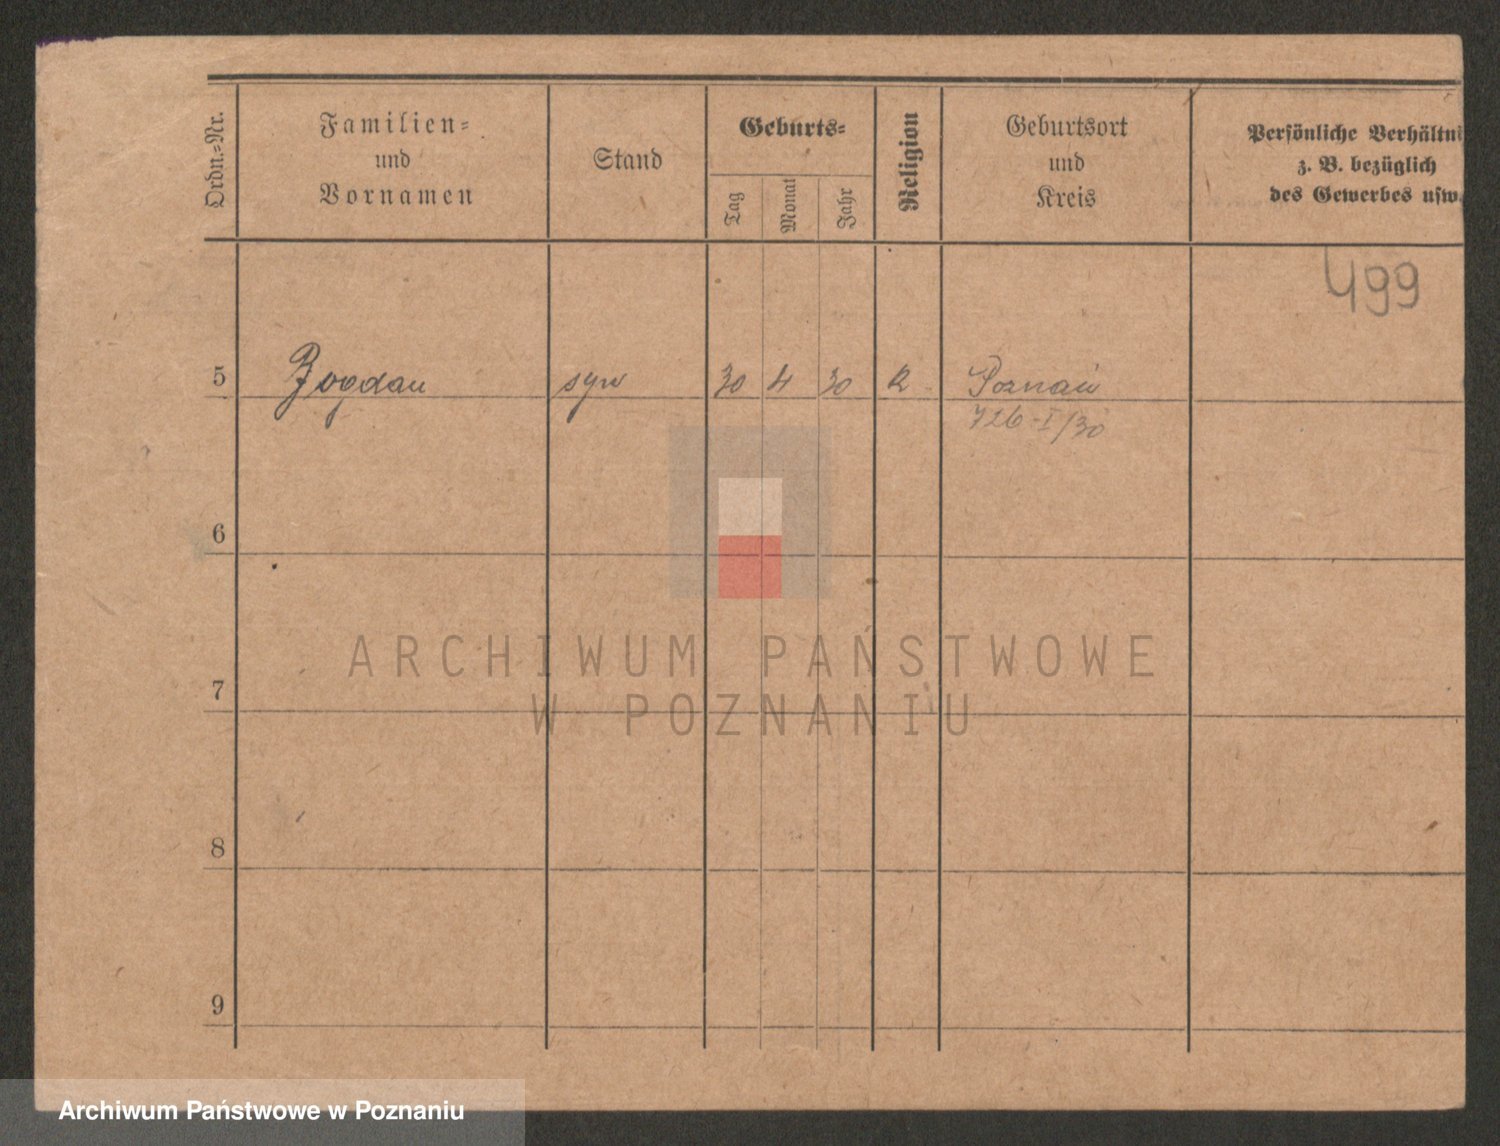 Ordn.-Nr.
Familien-
und
Vornamen
Stand
Geburts-
Tag
Monat
Jahr
Religion
Geburtsort
und
Kreis
Persönliche Verhältni
z. B. bezüglich
des Gewerbes usw.
499
5 Bogdan syn 30 4 30 R. Poznań
726-I/30
6
7
8
9
ARCHIWUM PAŃSTWOWE
W POZNANIU
Archiwum Państwowe w Poznaniu